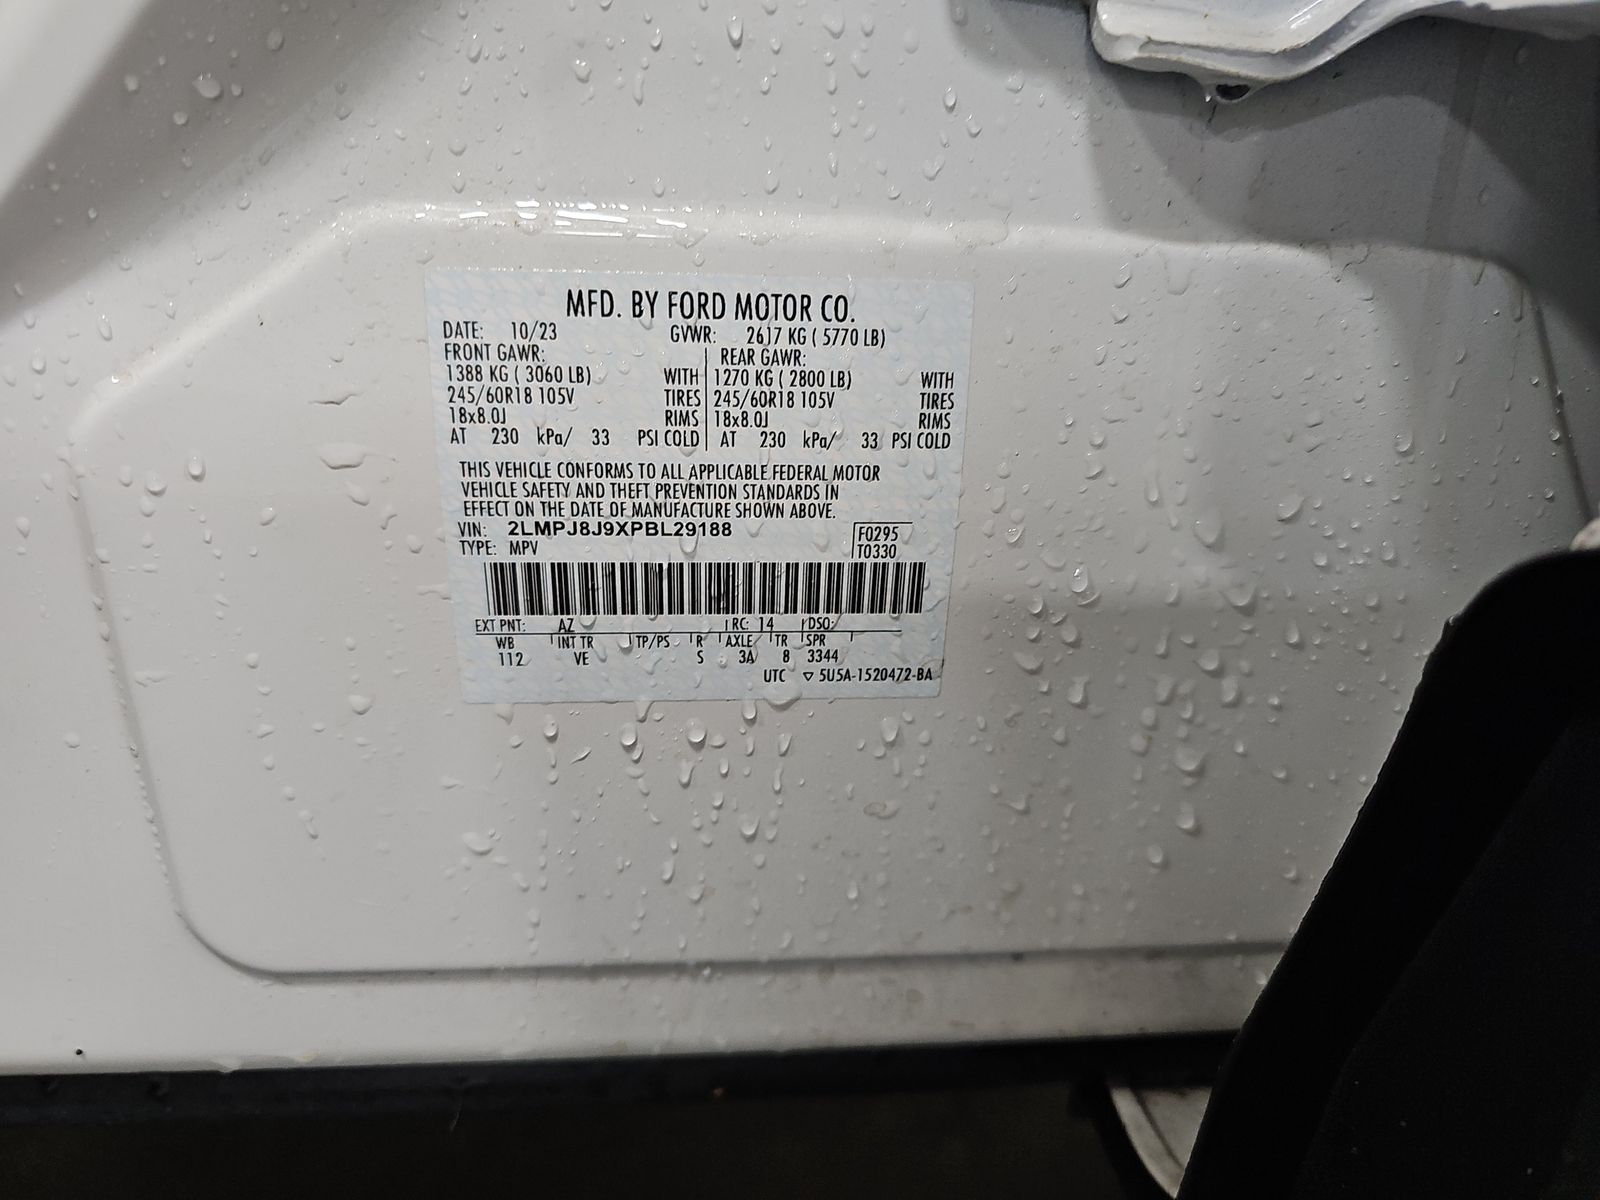 MFD. BY FORD MOTOR CO.
DATE: 10/23 GVWR: 2617 KG ( 5770 LB)
FRONT GAWR: REAR GAWR:
1388 KG ( 3060 LB) WITH 1270 KG ( 2800 LB) WITH
245/60R18 105V TIRES 245/60R18 105V TIRES
18x8.0J RIMS 18x8.0J RIMS
AT 230 kPa/ 33 PSI COLD AT 230 kPa/ 33 PSI COLD
THIS VEHICLE CONFORMS TO ALL APPLICABLE FEDERAL MOTOR
VEHICLE SAFETY AND THEFT PREVENTION STANDARDS IN
EFFECT ON THE DATE OF MANUFACTURE SHOWN ABOVE.
VIN: 2LMPJ8J9XPBL29188 F0295
TYPE: MPV T0330
EXT PNT: AZ RC: 14 DSO:
WB INT TR TP/PS R AXLE TR SPR
112 VE S 3A 8 3344
UTC ▽ 5U5A-1520472-BA